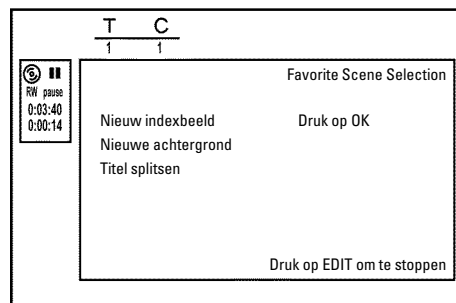 T C
1 1
RW pause
0:03:40
0:00:14
Favorite Scene Selection
Nieuw indexbeeld Druk op OK
Nieuwe achtergrond
Titel splitsen
Druk op EDIT om te stoppen